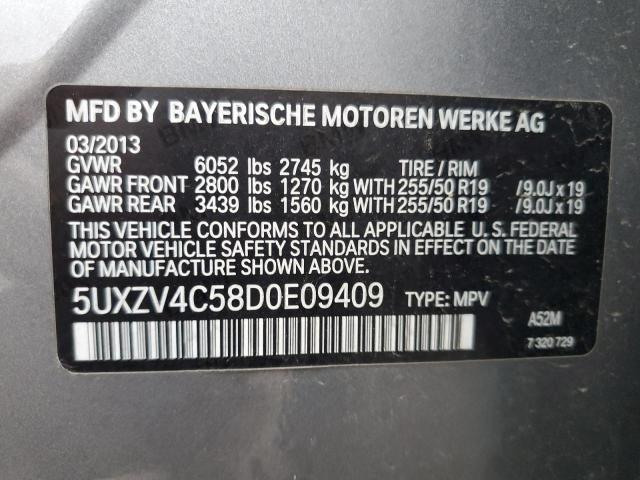 MFD BY BAYERISCHE MOTOREN WERKE AG
03/2013
GVWR 6052 lbs 2745 kg TIRE / RIM
GAWR FRONT 2800 lbs 1270 kg WITH 255/50 R19 /9.0J x 19
GAWR REAR 3439 lbs 1560 kg WITH 255/50 R19 /9.0J x 19
THIS VEHICLE CONFORMS TO ALL APPLICABLE U. S. FEDERAL
MOTOR VEHICLE SAFETY STANDARDS IN EFFECT ON THE DATE
OF MANUFACTURE SHOWN ABOVE.
5UXZV4C58D0E09409 TYPE: MPV
A52M
7 320 729